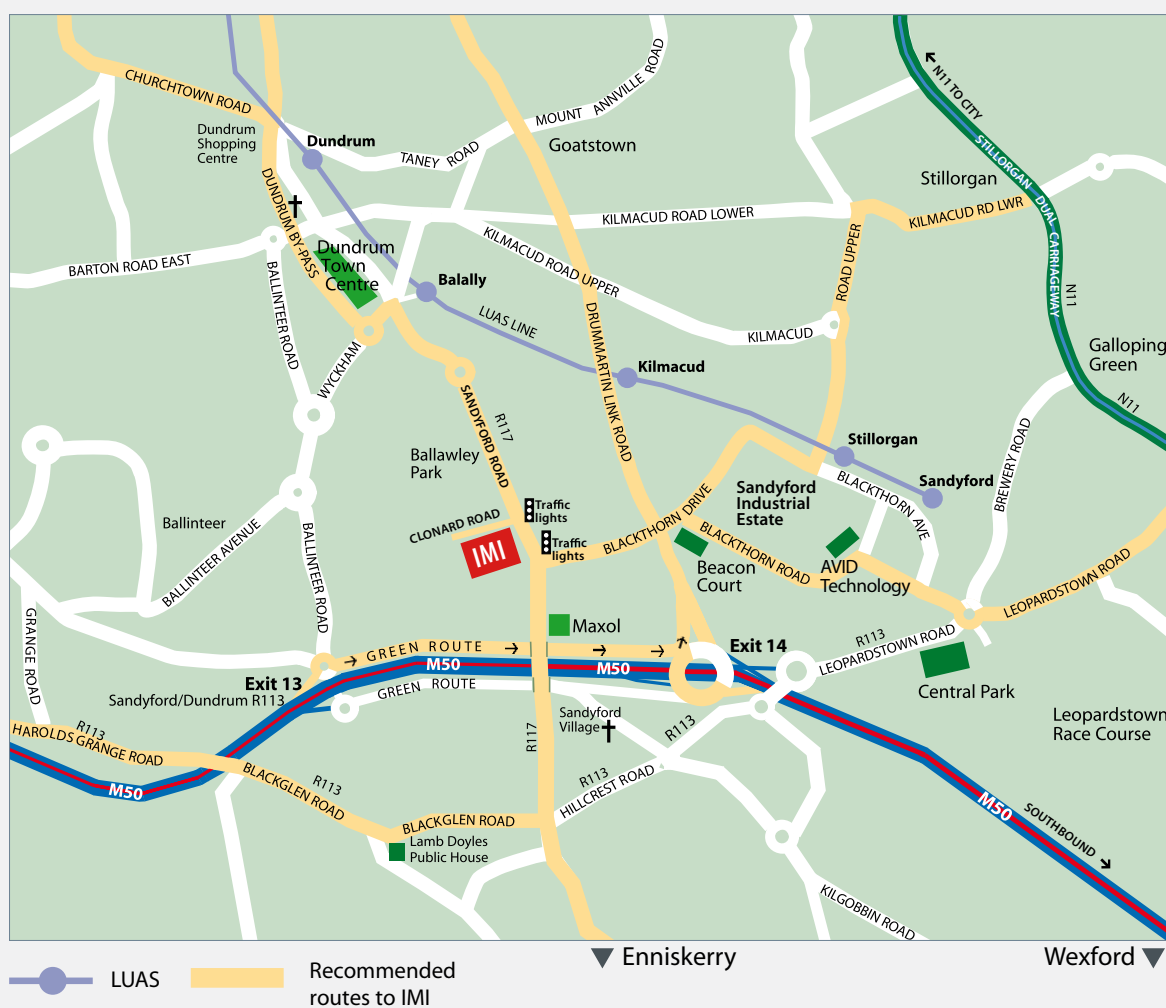 CHURCHTOWN ROAD
MOUNT ANNVILLE ROAD
N11 TO CITY
Dundrum
Shopping
Centre
Dundrum
TANEY ROAD
Goatstown
STILLORGAN DUAL CARRIAGEWAY
Stillorgan
DUNDRUM BY-PASS
KILMACUD ROAD LOWER
KILMACUD RD LWR
BARTON ROAD EAST
Dundrum
Town
Centre
KILMACUD ROAD UPPER
ROAD UPPER
BALLINTEER ROAD
Balally
N11
LUAS LINE
DRUMMARTIN LINK ROAD
KILMACUD
Galloping
Green
WYCKHAM
Kilmacud
N11
SANDYFORD ROAD
R117
Stillorgan
Ballawley
Park
BREWERY ROAD
Sandyford
BLACKTHORN AVE
Sandyford
Industrial
Estate
Traffic
lights
CLONARD ROAD
BLACKTHORN DRIVE
Ballinteer
IMI
Traffic
lights
BLACKTHORN ROAD
BALLINTEER AVENUE
BALLINTEER ROAD
Beacon
Court
AVID
Technology
LEOPARDSTOWN ROAD
GRANGE ROAD
Maxol
R113
LEOPARDSTOWN ROAD
GREEN ROUTE
Exit 14
M50
M50
Exit 13
Sandyford/Dundrum R113
GREEN ROUTE
Central Park
Sandyford
Village
R113
Leopardstown
Race Course
R113
HAROLDS GRANGE ROAD
R117
M50
R113
BLACKGLEN ROAD
R113
HILLCREST ROAD
M50
SOUTHBOUND
BLACKGLEN ROAD
Lamb Doyles
Public House
KILGOBBIN ROAD
Enniskerry
Wexford
LUAS
Recommended
routes to IMI